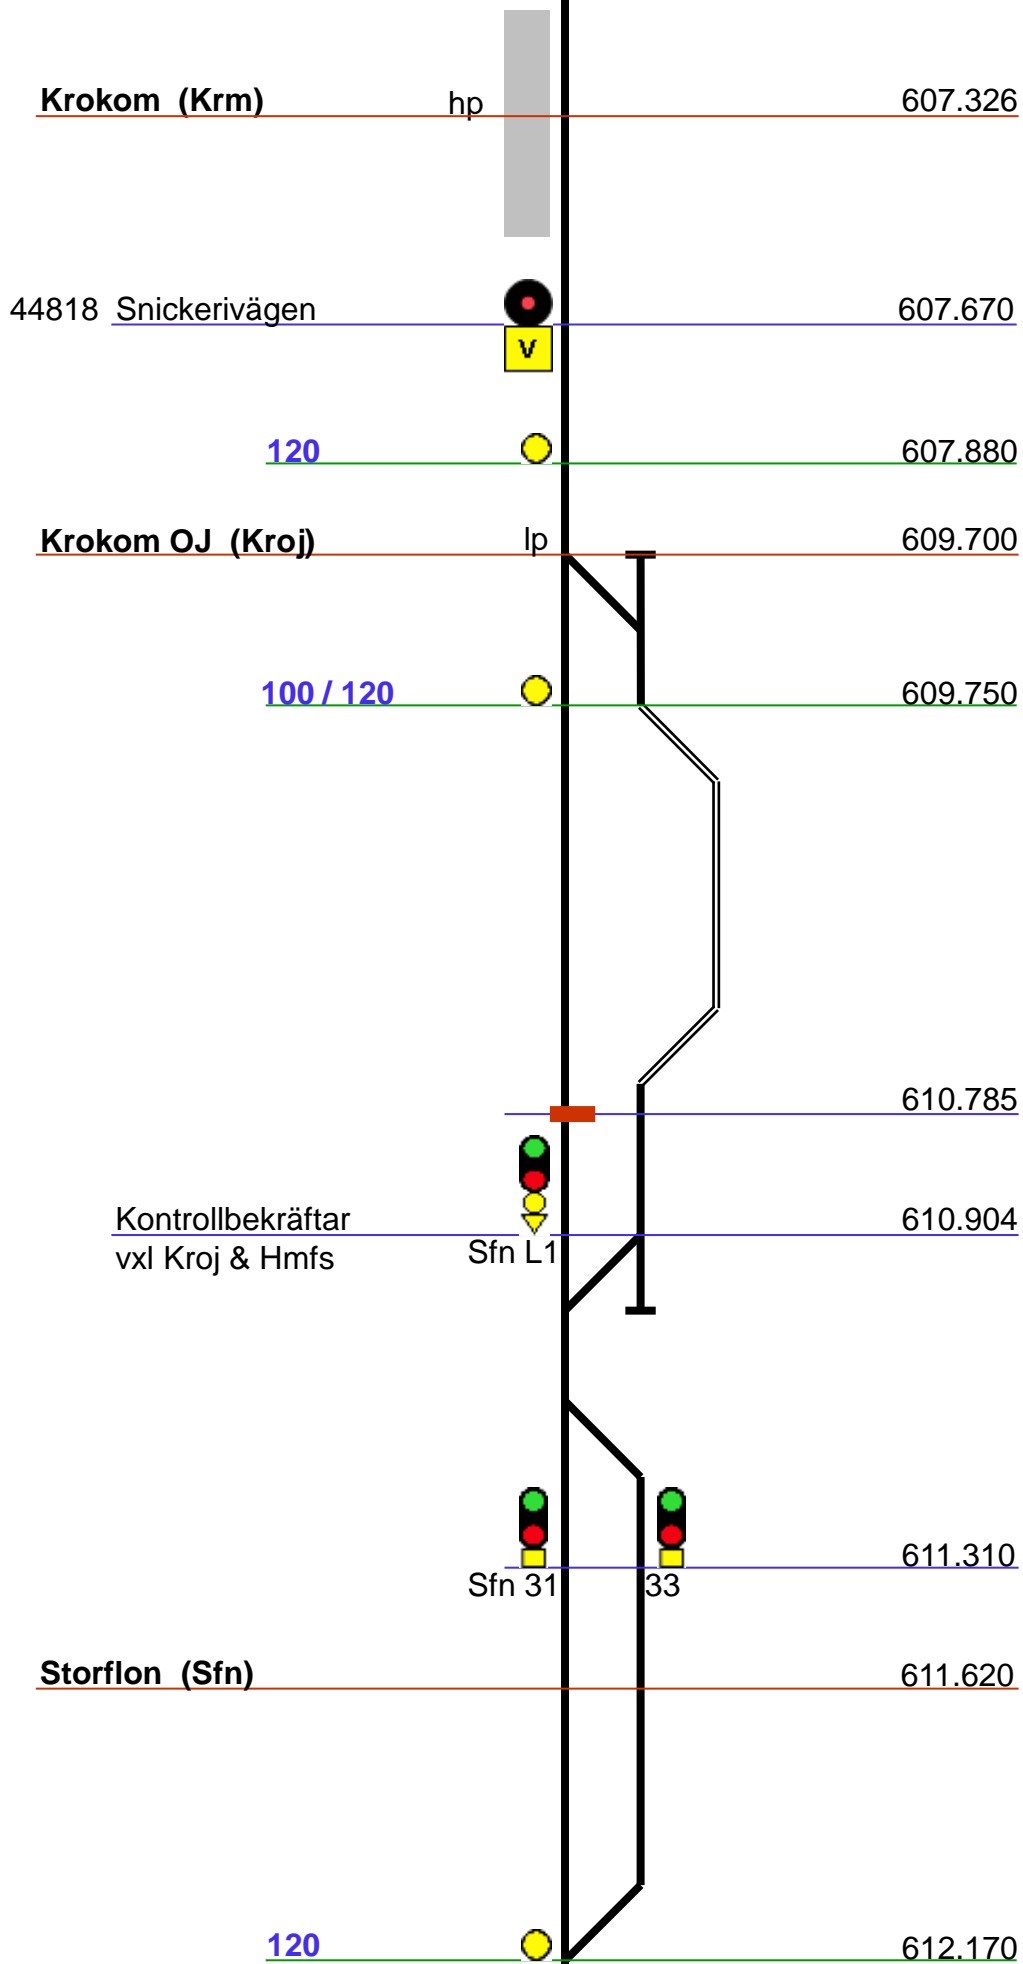 Krokom (Krm) hp 607.326
44818 Snickerivägen 607.670
V
120 607.880
Krokom OJ (Kroj) lp 609.700
100 / 120 609.750
610.785
Kontrollbekräftar 610.904
vxl Kroj & Hmfs Sfn L1
611.310
Sfn 31 33
Storflon (Sfn) 611.620
120 612.170